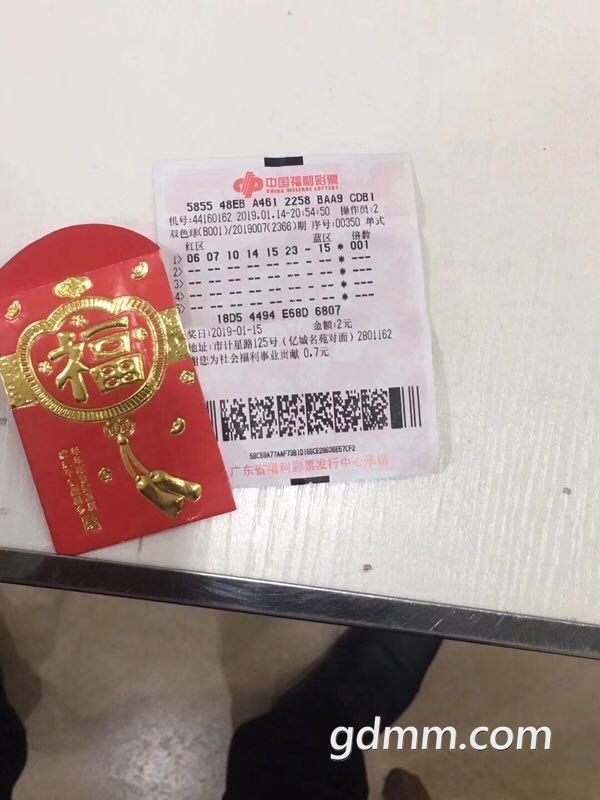 中国福利彩票
CHINA WELFARE LOTTERY
5855 48EB A461 2258 BAA9 CDB1
机号:44160162 2019.01.14-20:54:50 操作员:2
双色球(B001)/2019007(2366)期 序号:00350 单式
红区 蓝区 倍数
1> 06 07 10 14 15 23 - 15 * 001
2> -- -- -- -- -- -- -- *
3> -- -- -- -- -- -- -- *
4> -- -- -- -- -- -- -- *
5> -- -- -- -- -- -- -- *
18D5 4494 E68D 6807
奖日:2019-01-15 金额:2元
地址:市计星路125号(亿城名苑对面) 2801162
谢您为社会福利事业贡献 0.7元
广东省福利彩票发行中心承销
福
gdmm.com